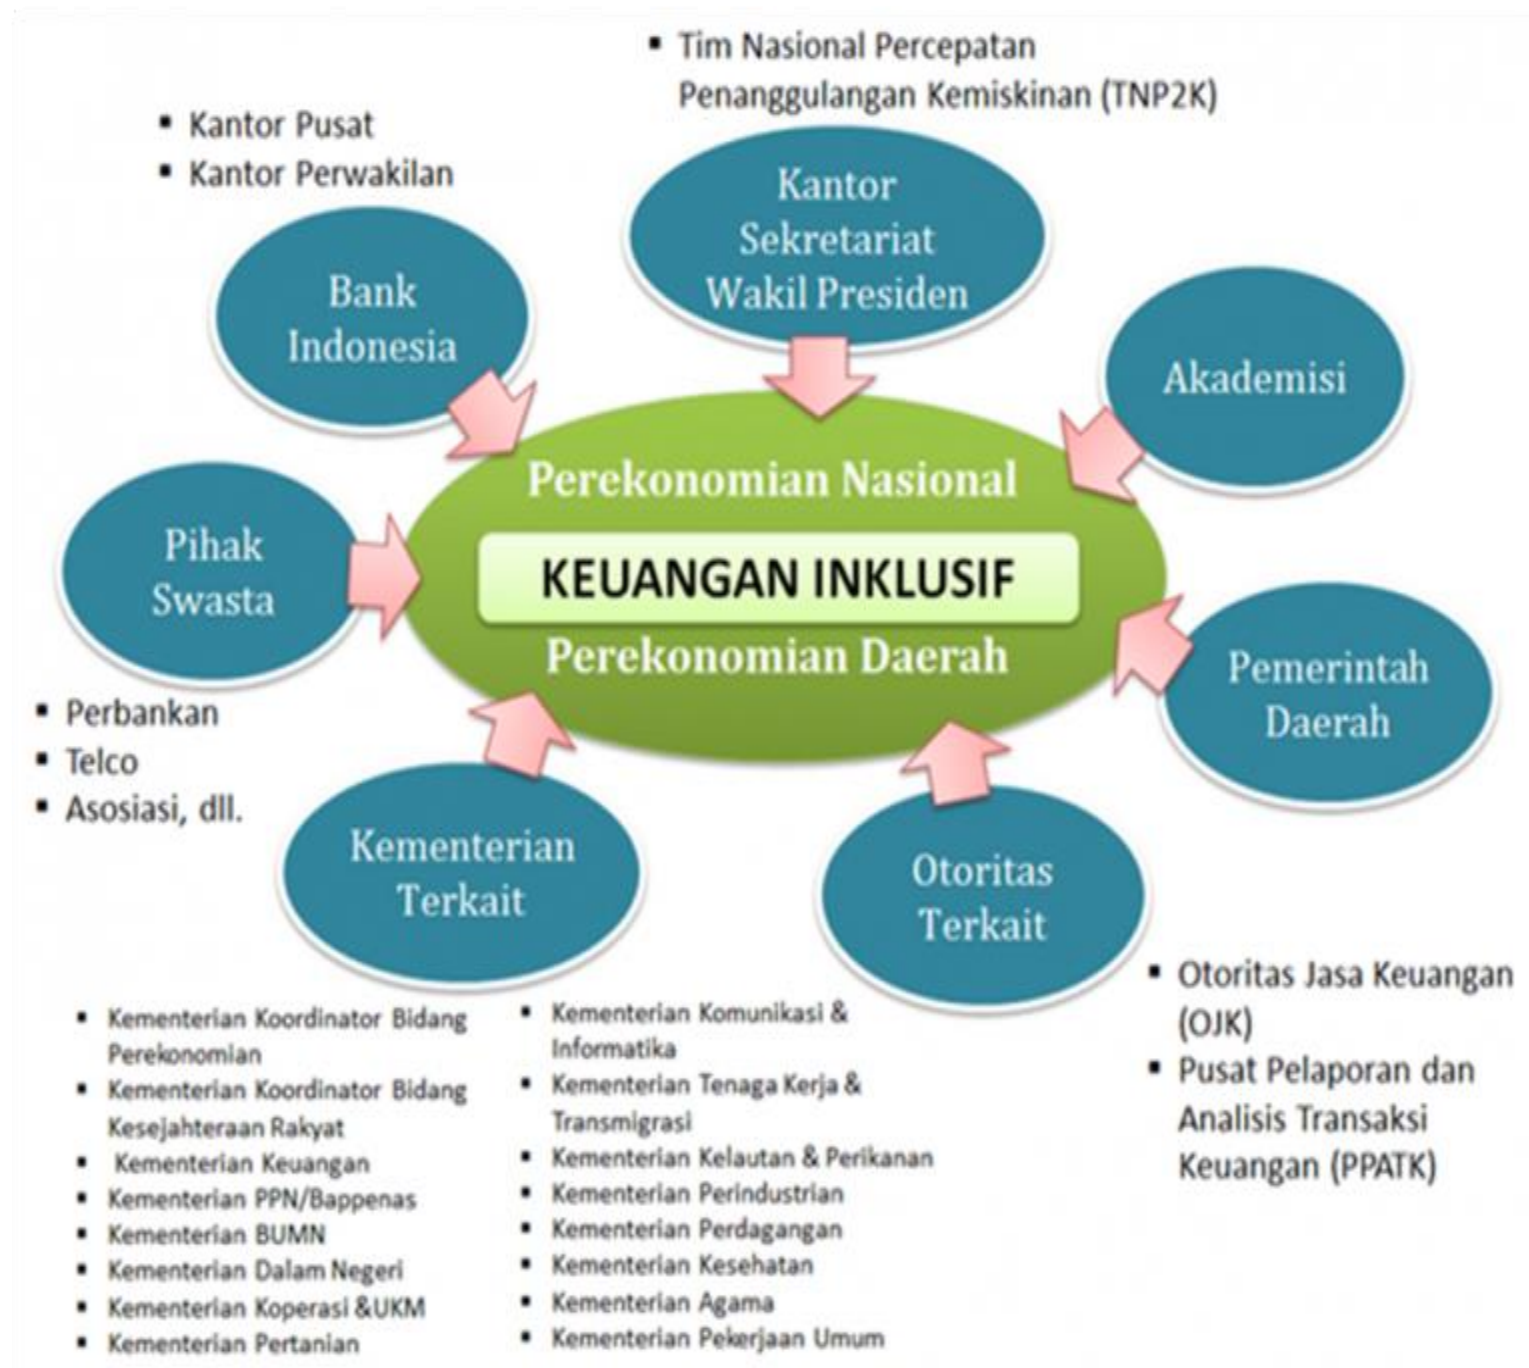 ▪ Tim Nasional Percepatan
Penanggulangan Kemiskinan (TNP2K)
▪ Kantor Pusat
▪ Kantor Perwakilan
Kantor
Sekretariat
Wakil Presiden
Bank
Indonesia
Akademisi
Perekonomian Nasional
KEUANGAN INKLUSIF
Perekonomian Daerah
Pihak
Swasta
▪ Perbankan
▪ Telco
▪ Asosiasi, dll.
Pemerintah
Daerah
Kementerian
Terkait
Otoritas
Terkait
▪ Kementerian Koordinator Bidang
Perekonomian
▪ Kementerian Koordinator Bidang
Kesejahteraan Rakyat
▪ Kementerian Keuangan
▪ Kementerian PPN/Bappenas
▪ Kementerian BUMN
▪ Kementerian Dalam Negeri
▪ Kementerian Koperasi &UKM
▪ Kementerian Pertanian
▪ Kementerian Komunikasi &
Informatika
▪ Kementerian Tenaga Kerja &
Transmigrasi
▪ Kementerian Kelautan & Perikanan
▪ Kementerian Perindustrian
▪ Kementerian Perdagangan
▪ Kementerian Kesehatan
▪ Kementerian Agama
▪ Kementerian Pekerjaan Umum
▪ Otoritas Jasa Keuangan
(OJK)
▪ Pusat Pelaporan dan
Analisis Transaksi
Keuangan (PPATK)